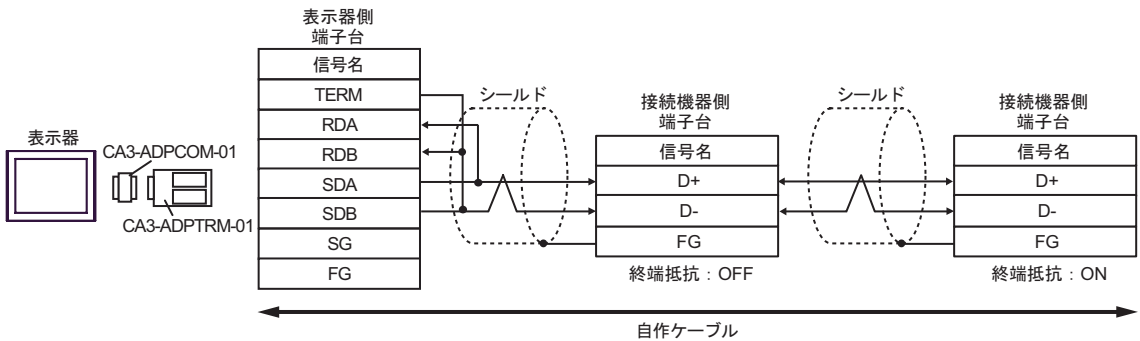 表示器
CA3-ADPCOM-01
CA3-ADPTRM-01
表示器側
端子台
信号名
TERM
RDA
RDB
SDA
SDB
SG
FG
シールド
接続機器側
端子台
信号名
D+
D-
FG
終端抵抗：OFF
シールド
接続機器側
端子台
信号名
D+
D-
FG
終端抵抗：ON
自作ケーブル